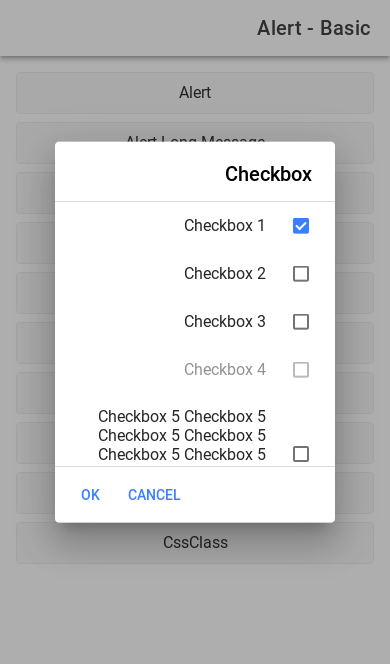 Alert - Basic
Alert
Alert Long Message
Checkbox
Checkbox 1
Checkbox 2
Checkbox 3
Checkbox 4
Checkbox 5 Checkbox 5
Checkbox 5 Checkbox 5
Checkbox 5 Checkbox 5
OK CANCEL
CssClass